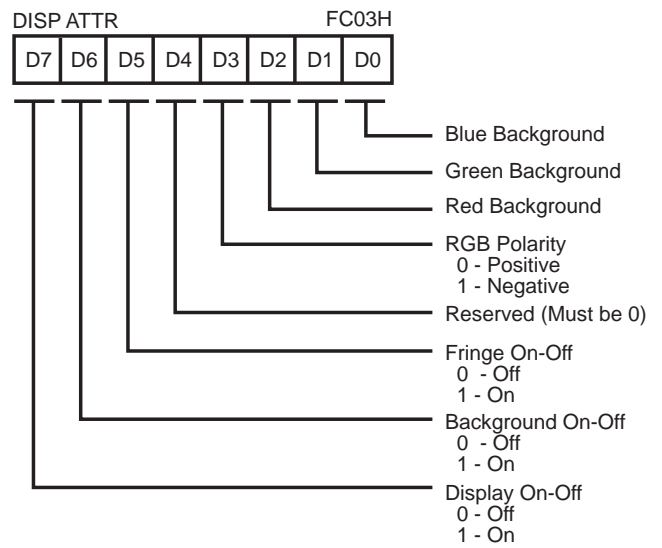 DISP ATTR FC03H
D7 D6 D5 D4 D3 D2 D1 D0
Blue Background
Green Background
Red Background
RGB Polarity
0 - Positive
1 - Negative
Reserved (Must be 0)
Fringe On-Off
0 - Off
1 - On
Background On-Off
0 - Off
1 - On
Display On-Off
0 - Off
1 - On